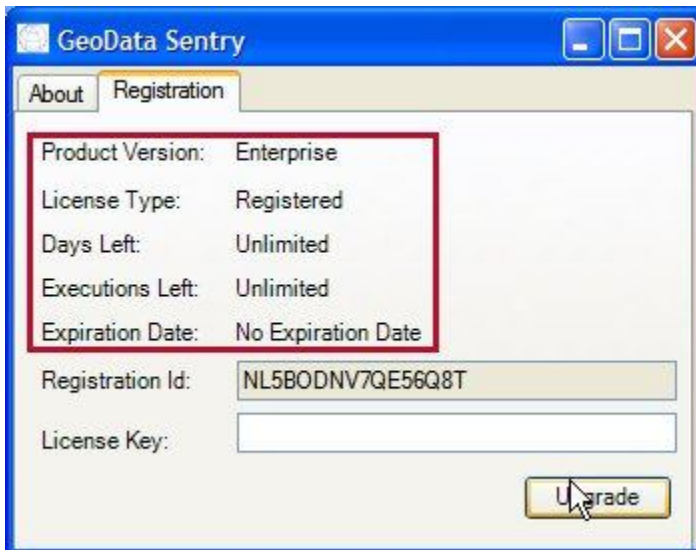 GeoData Sentry
About Registration
Product Version: Enterprise
License Type: Registered
Days Left: Unlimited
Executions Left: Unlimited
Expiration Date: No Expiration Date
Registration Id: NL5BODNV7QE56Q8T
License Key:
Upgrade